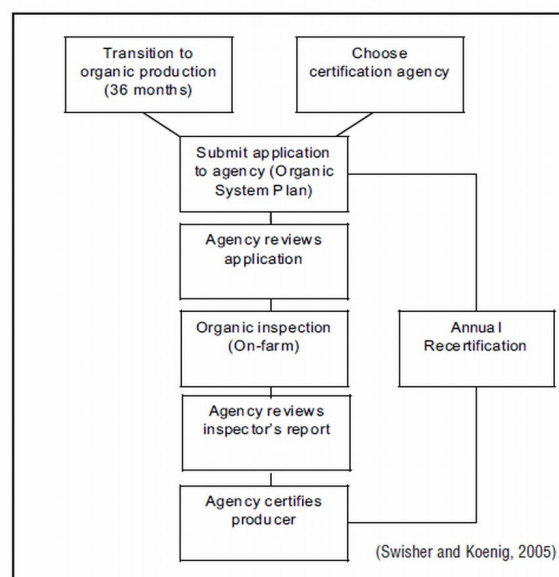 Transition to
organic production
(36 months)
Choose
certification agency
Submit application
to agency (Organic
System Plan)
Agency reviews
application
Organic inspection
(On-farm)
Annual
Recertification
Agency reviews
inspector's report
Agency certifies
producer
(Swisher and Koenig, 2005)